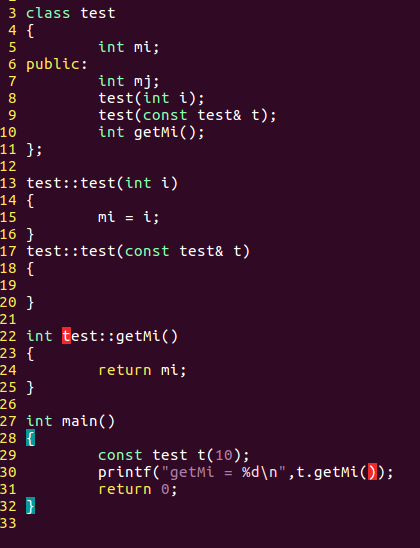 3 class test
4 {
5         int mi;
6 public:
7         int mj;
8         test(int i);
9         test(const test& t);
10         int getMi();
11 };
12
13 test::test(int i)
14 {
15         mi = i;
16 }
17 test::test(const test& t)
18 {
19
20 }
21
22 int test::getMi()
23 {
24         return mi;
25 }
26
27 int main()
28 {
29         const test t(10);
30         printf("getMi = %d\n",t.getMi());
31         return 0;
32 }
33